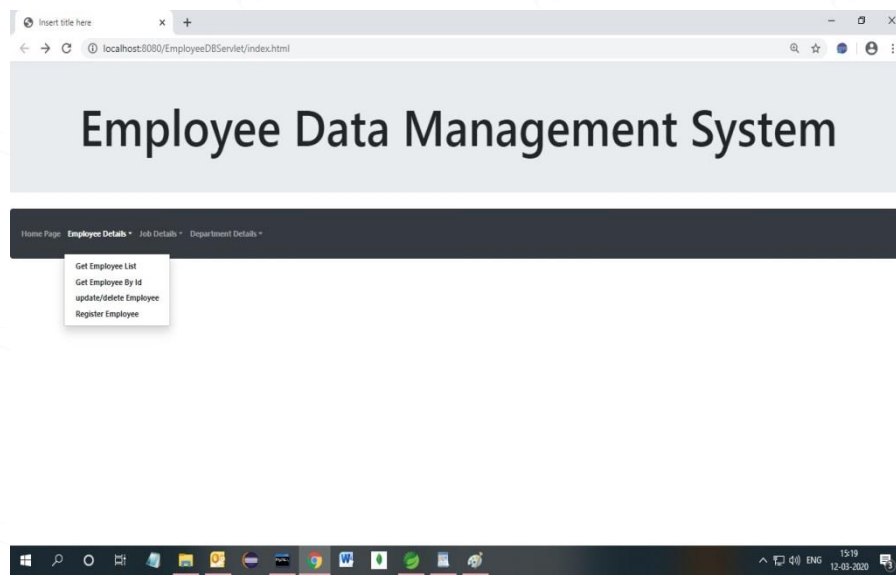 Insert title here
localhost:8080/EmployeeDBServlet/index.html
Employee Data Management System
Home Page Employee Details Job Details Department Details
Get Employee List
Get Employee By Id
update/delete Employee
Register Employee
ENG
15:19
12-03-2020